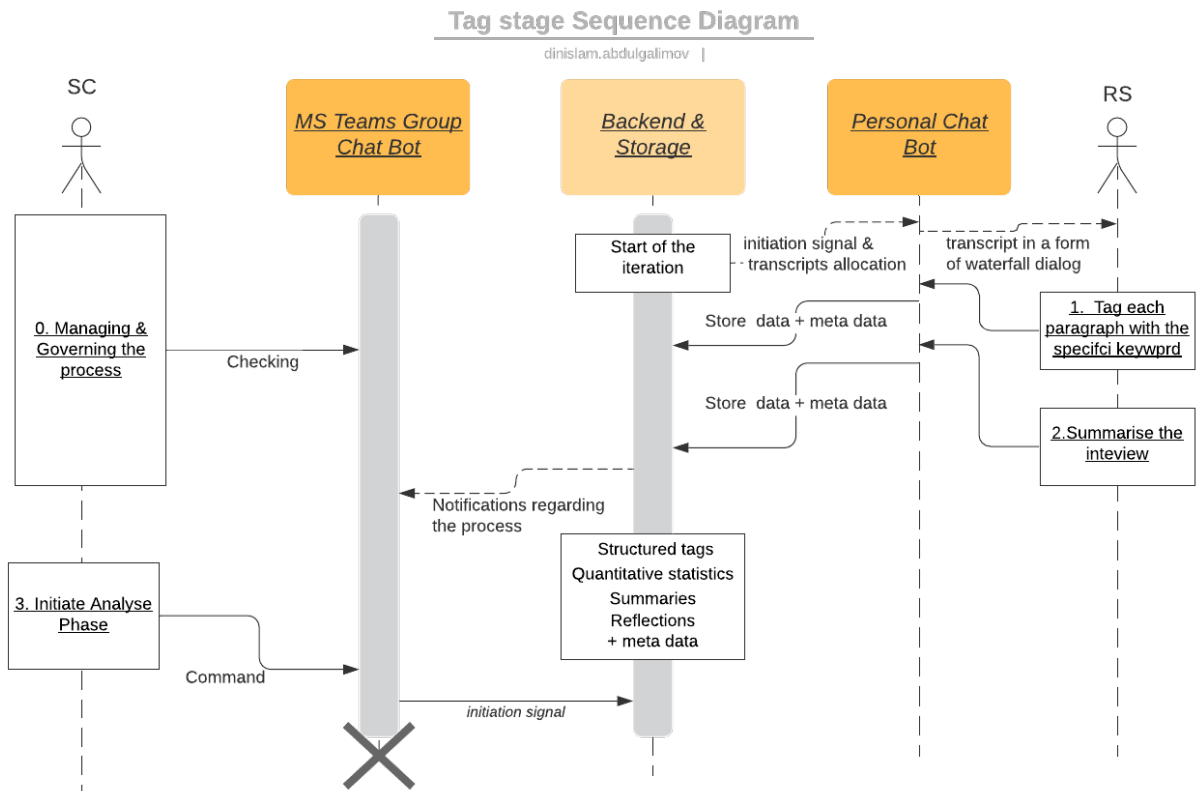 Tag stage Sequence Diagram
dinislam.abdulgalimov |
SC
MS Teams Group
Chat Bot
Backend &
Storage
Personal Chat
Bot
RS
Start of the
iteration
initiation signal &
transcripts allocation
transcript in a form
of waterfall dialog
0. Managing &
Governing the
process
Checking
Store data + meta data
1. Tag each
paragraph with the
specifci keywprd
Store data + meta data
2.Summarise the
inteview
Notifications regarding
the process
Structured tags
Quantitative statistics
Summaries
Reflections
+ meta data
3. Initiate Analyse
Phase
Command
initiation signal